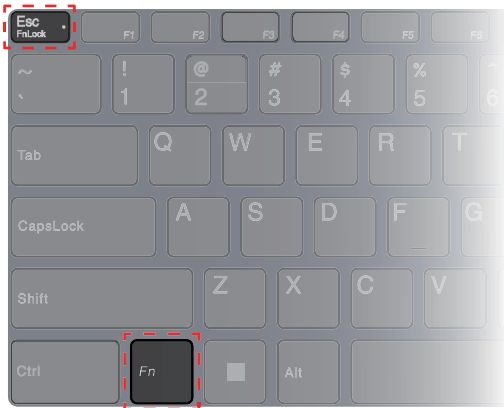 Esc F1 F2 F3 F4 F5 F6
FnLock
~ ! @ # $ %
` 1 2 3 4 5 6
Tab Q W E R T
CapsLock A S D F G
Shift Z X C V
Ctrl Fn Alt